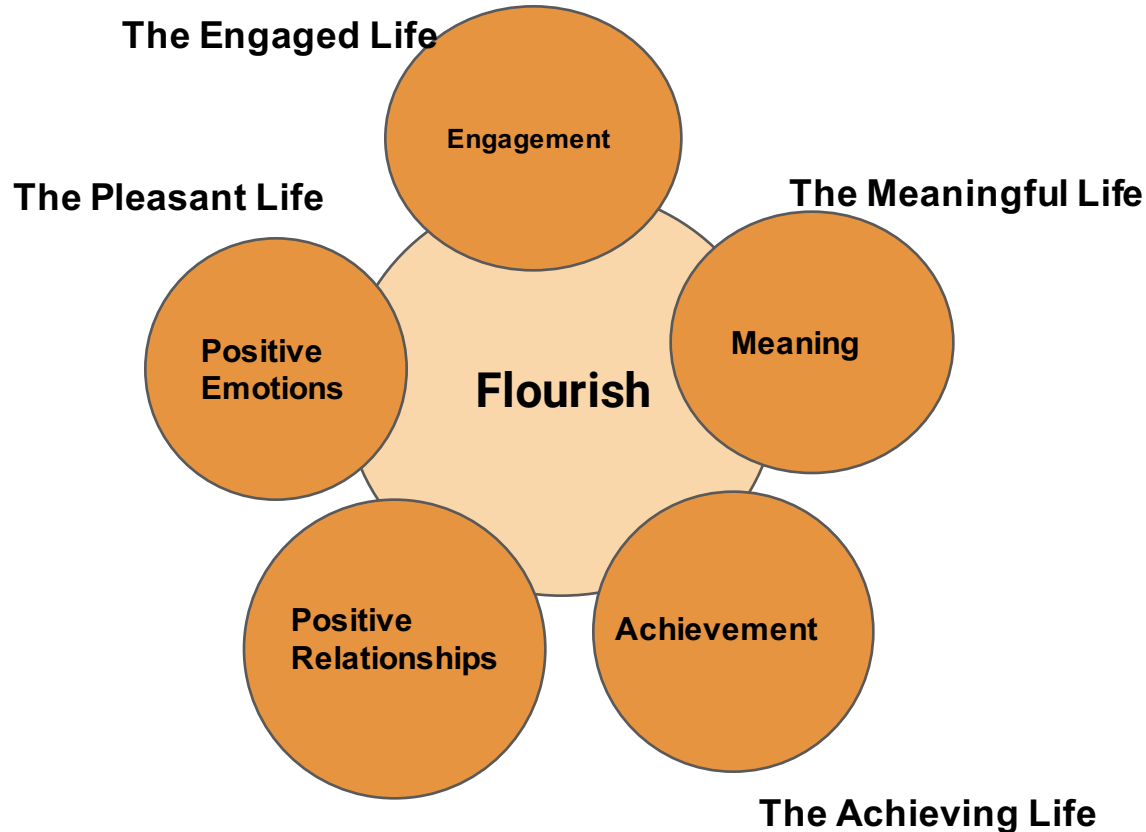 The Engaged Life
Engagement
The Pleasant Life
The Meaningful Life
Positive
Emotions
Meaning
Flourish
Positive
Relationships
Achievement
The Achieving Life